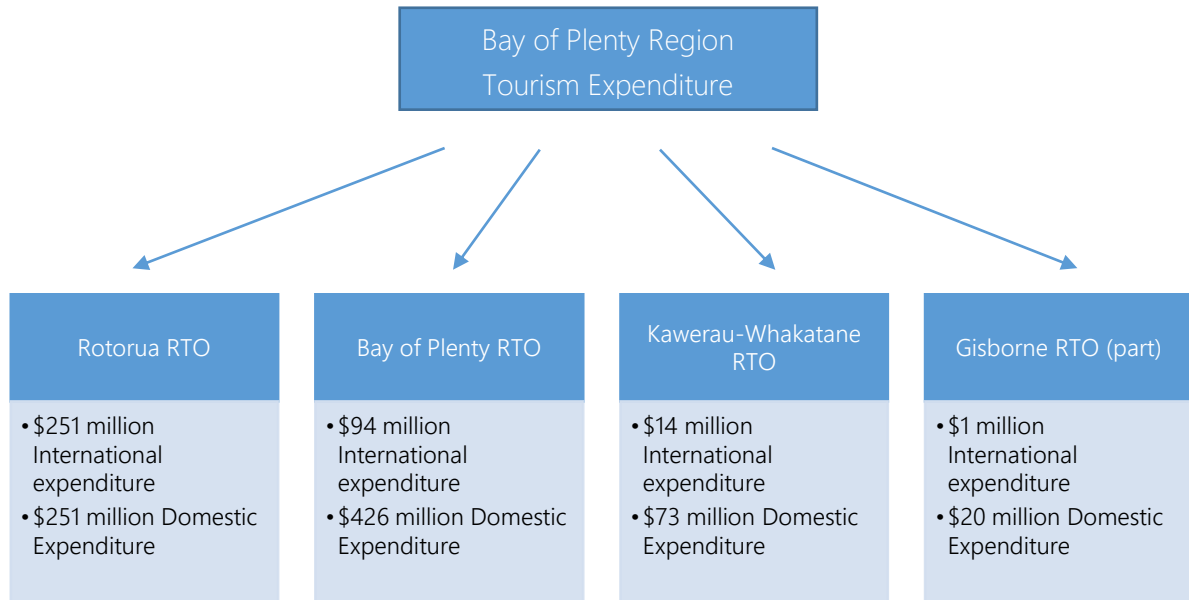 Bay of Plenty Region
Tourism Expenditure
Rotorua RTO
• $251 million
International
expenditure
• $251 million Domestic
Expenditure
Bay of Plenty RTO
• $94 million
International
expenditure
• $426 million Domestic
Expenditure
Kawerau-Whakatane
RTO
• $14 million
International
expenditure
• $73 million Domestic
Expenditure
Gisborne RTO (part)
• $1 million
International
expenditure
• $20 million Domestic
Expenditure